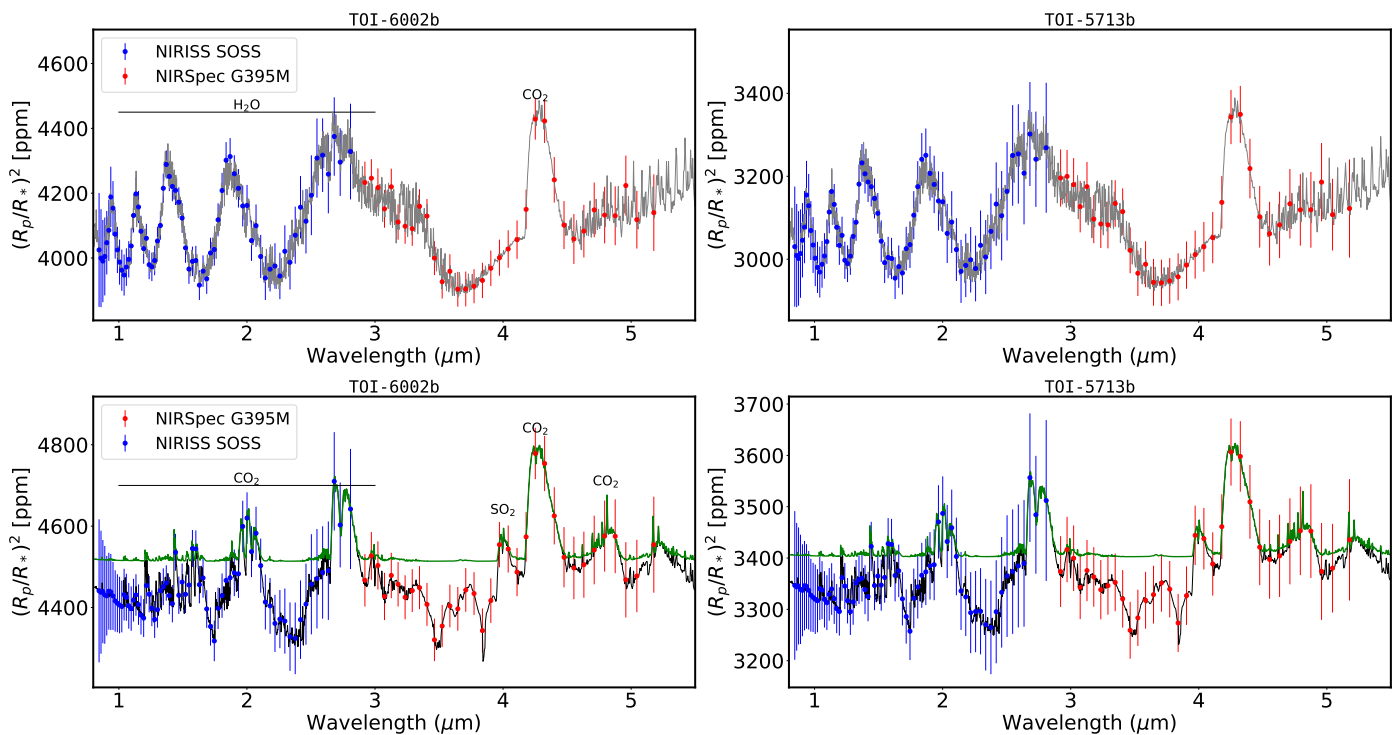 TOI-6002b
TOI-5713b
NIRISS SOSS
NIRSpec G395M
H₂O
CO₂
(Rₚ/R*)² [ppm]
4600
4400
4200
4000
1 2 3 4 5
Wavelength (μm)
(Rₚ/R*)² [ppm]
3400
3200
3000
1 2 3 4 5
Wavelength (μm)
TOI-6002b
TOI-5713b
NIRSpec G395M
NIRISS SOSS
CO₂
CO₂
SO₂
CO₂
(Rₚ/R*)² [ppm]
4800
4600
4400
1 2 3 4 5
Wavelength (μm)
(Rₚ/R*)² [ppm]
3700
3600
3500
3400
3300
3200
1 2 3 4 5
Wavelength (μm)